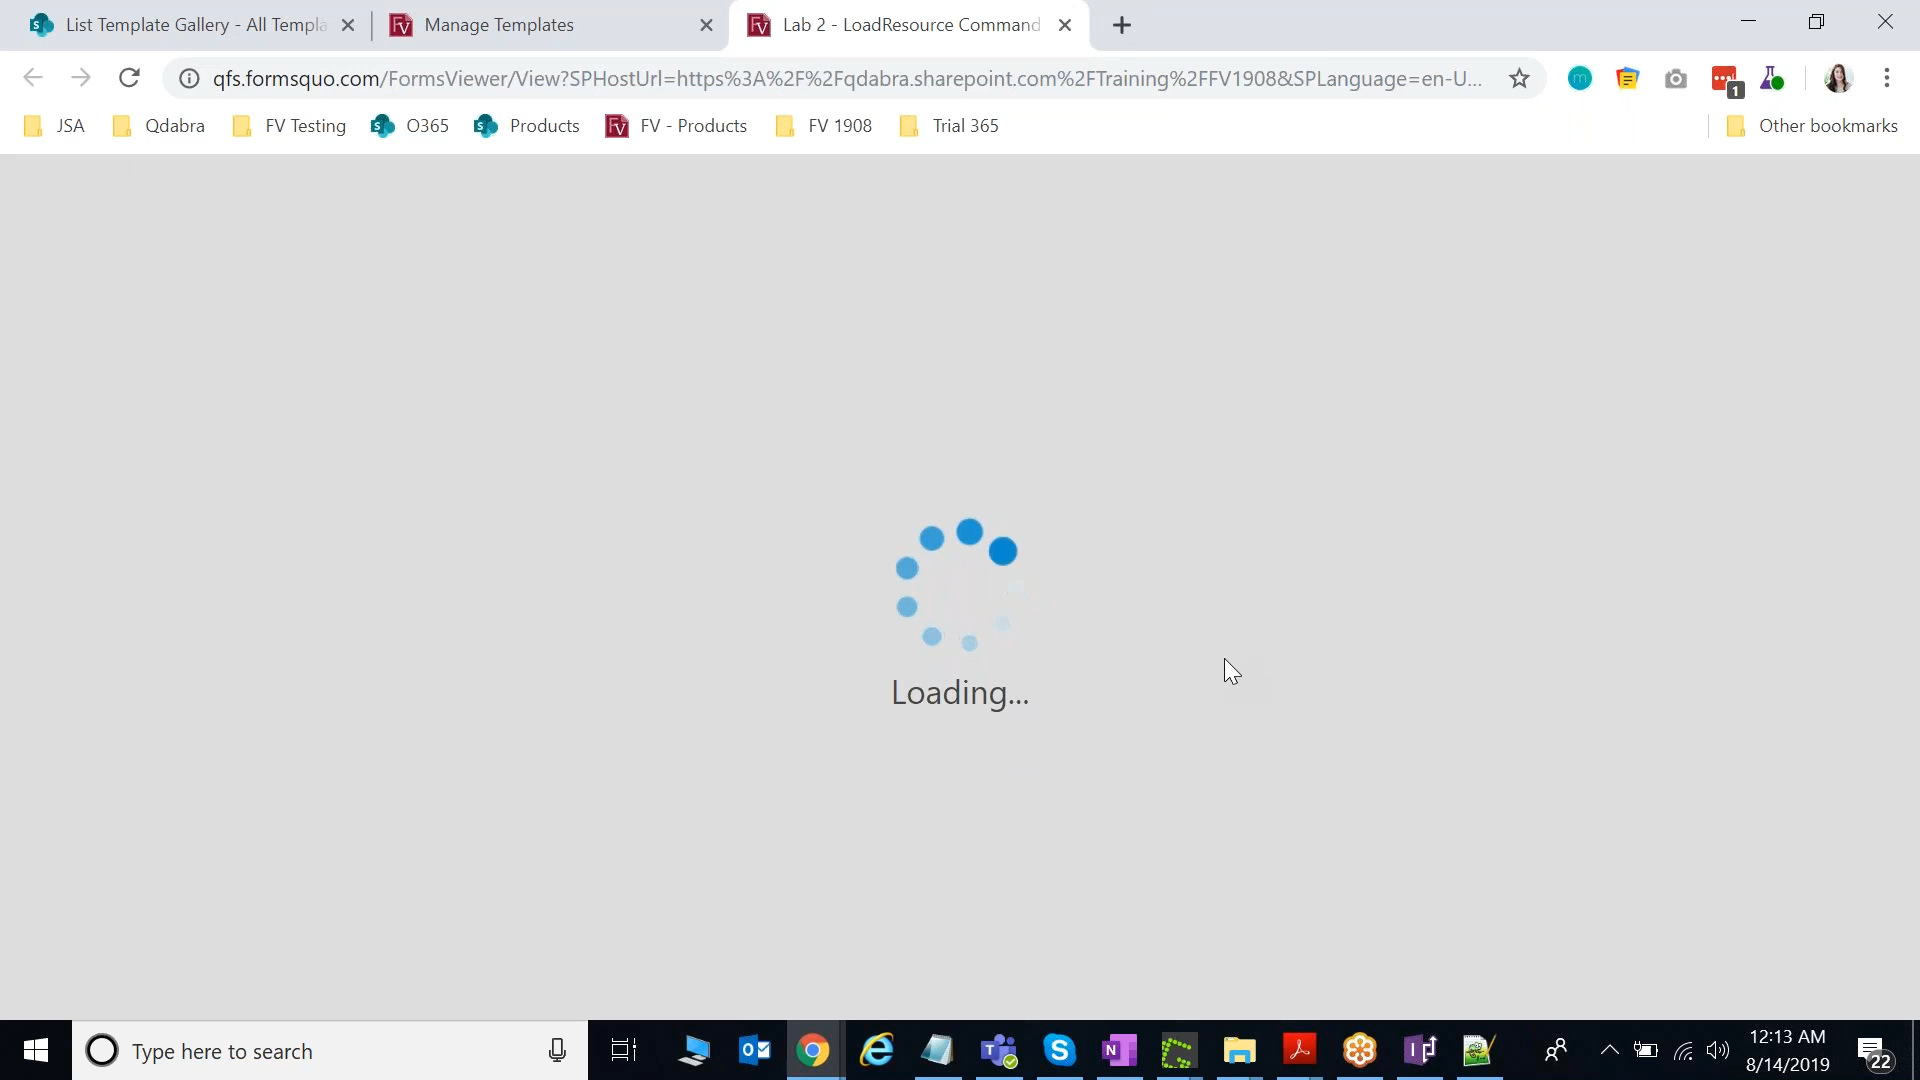 List Template Gallery - All Templa
Manage Templates
Lab 2 - LoadResource Command
qfs.formsquo.com/FormsViewer/View?SPHostUrl=https%3A%2F%2Fqdabra.sharepoint.com%2FTraining%2FFV1908&SPLanguage=en-U...
1
JSA
Qdabra
FV Testing
O365
Products
FV - Products
FV 1908
Trial 365
Other bookmarks
Loading...
Type here to search
12:13 AM
8/14/2019
22